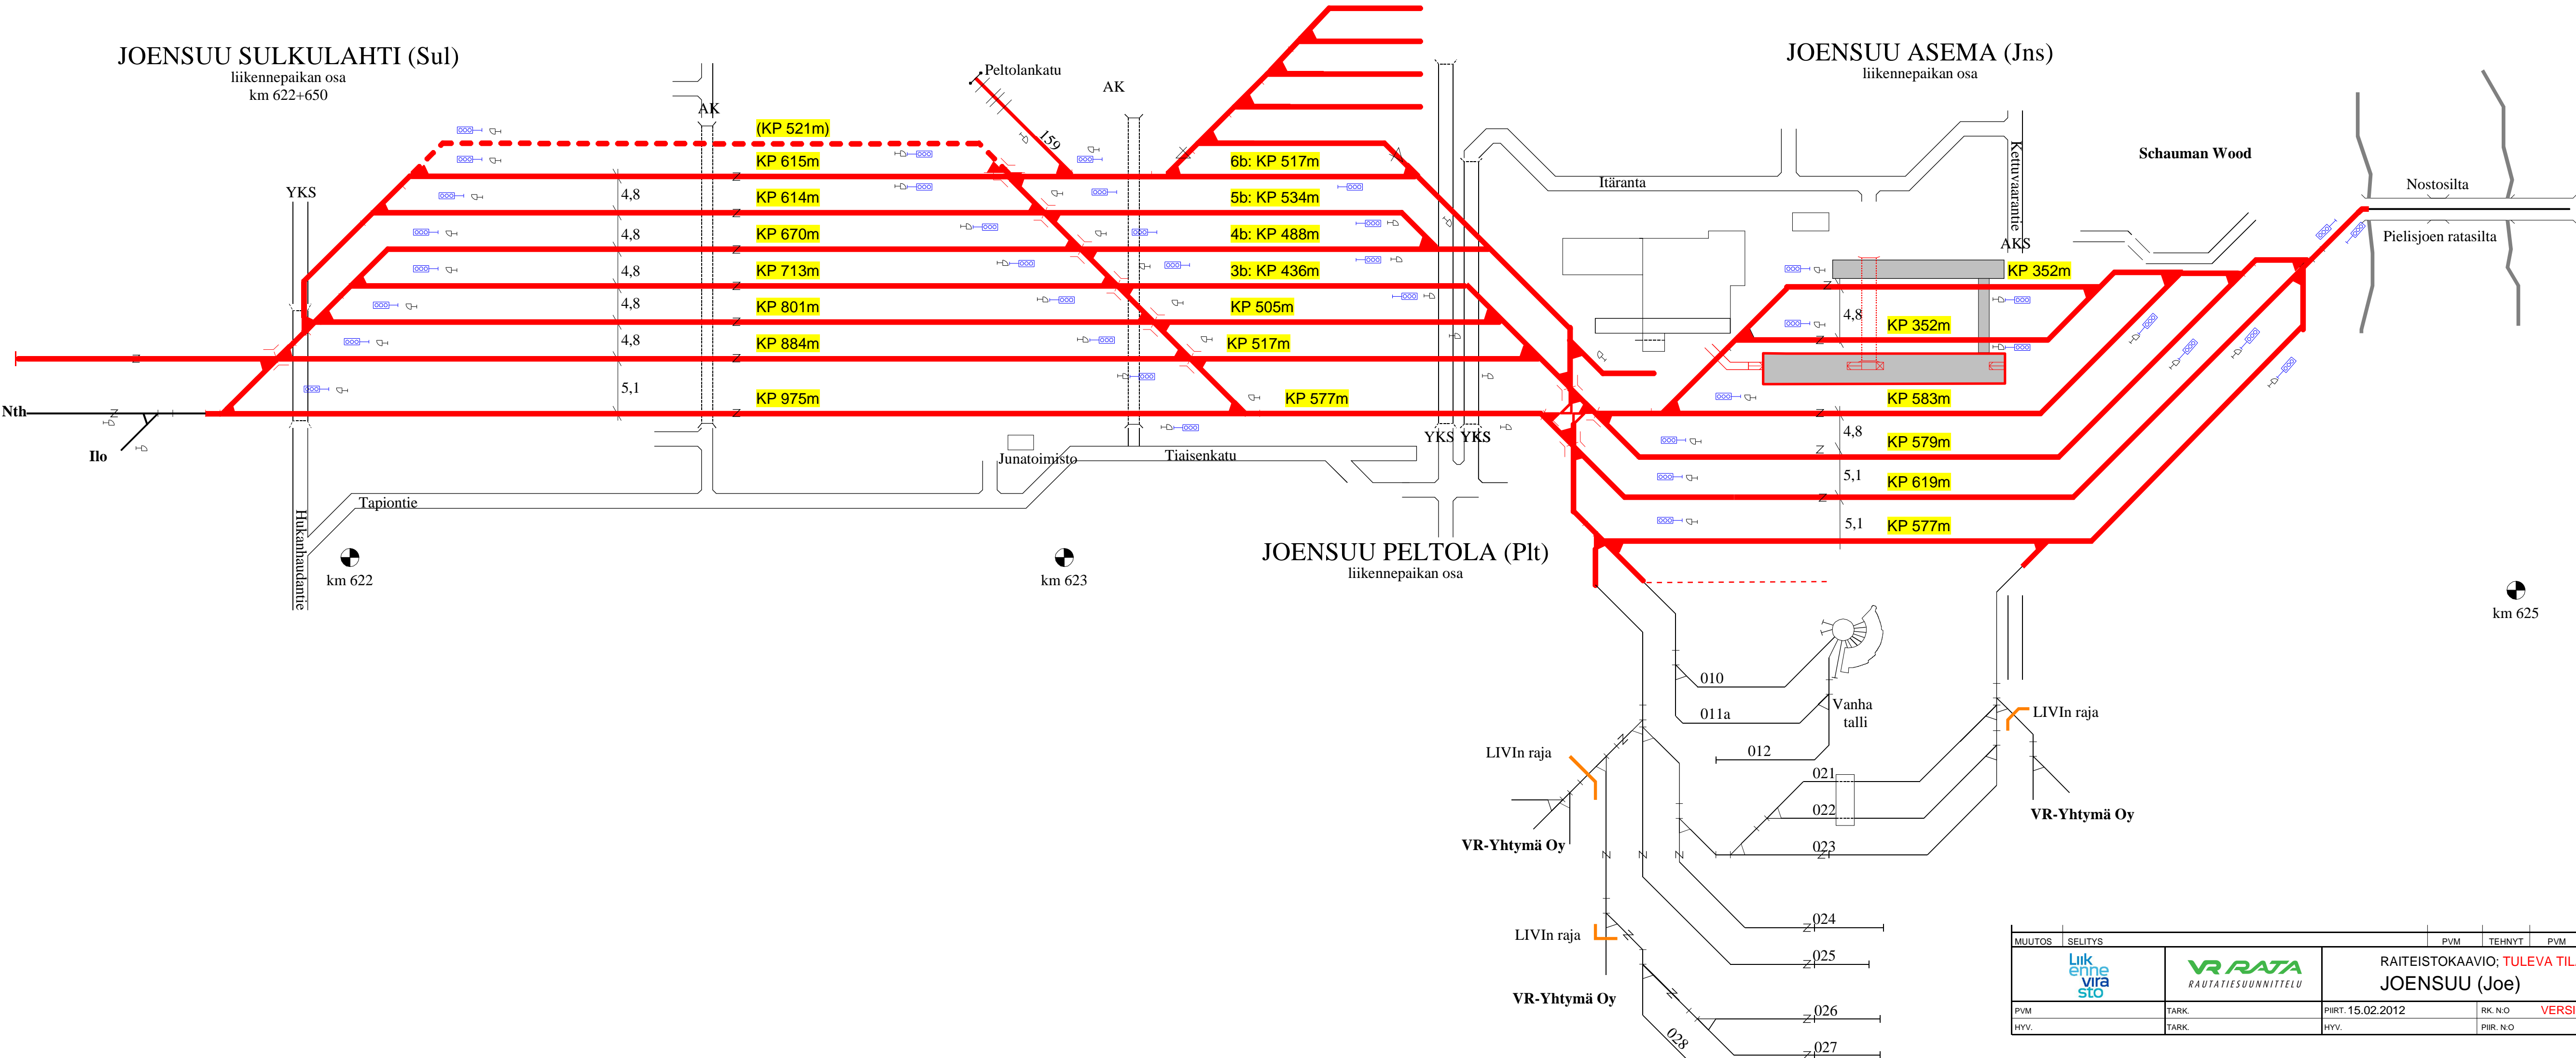 JOENSUU SULKULAHTI (Sul)
liikennepaikan osa
km 622+650
JOENSUU ASEMA (Jns)
liikennepaikan osa
Peltolankatu
AK
AK
159
YKS
(KP 521m)
KP 615m
KP 614m
KP 670m
KP 713m
KP 801m
KP 884m
KP 975m
4,8
4,8
4,8
4,8
4,8
5,1
6b: KP 517m
5b: KP 534m
4b: KP 488m
3b: KP 436m
KP 505m
KP 517m
KP 577m
Itäranta
Kettuvaarantie
AKS
Schauman Wood
Nostosilta
Pielisjoen ratasilta
KP 352m
KP 352m
KP 583m
KP 579m
KP 619m
KP 577m
4,8
4,8
5,1
5,1
Nth
Ilo
YKS
YKS
Junatoimisto
Tiaisenkatu
Tapiontie
Hukanhaudantie
km 622
km 623
km 625
JOENSUU PELTOLA (Plt)
liikennepaikan osa
010
011a
012
Vanha
talli
021
022
023
024
025
026
027
028
LIVIn raja
LIVIn raja
LIVIn raja
VR-Yhtymä Oy
VR-Yhtymä Oy
VR-Yhtymä Oy
MUUTOS SELITYS PVM TEHNYT PVM
Liik
enne
vira
sto
VR RATA
RAUTATIESUUNNITTELU
RAITEISTOKAAVIO; TULEVA TIL
JOENSUU (Joe)
PVM TARK. PIIRT. 15.02.2012 RK. N:O VERSI
HYV. TARK. HYV. PIIR. N:O